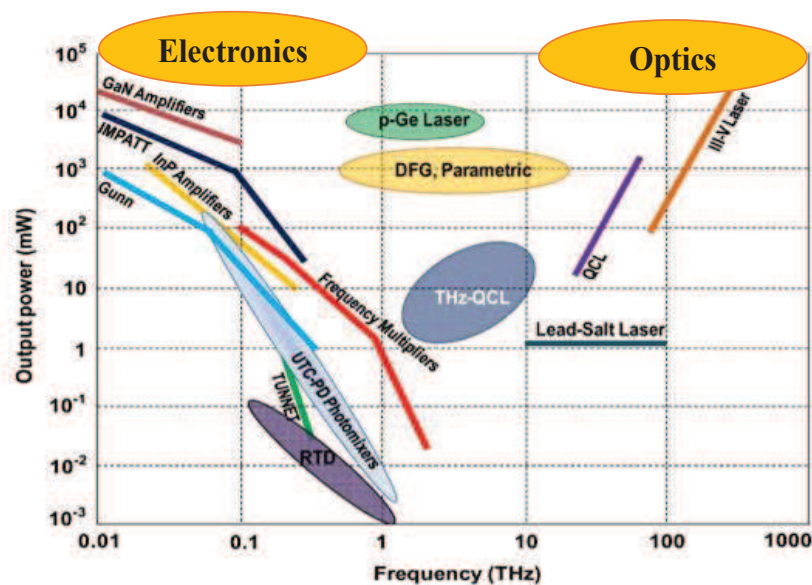 Electronics
Optics
10⁵
10⁴
10³
10²
10
1
10⁻¹
10⁻²
10⁻³
Output power (mW)
GaN Amplifiers
IMPATT
InP Amplifiers
Gunn
p-Ge Laser
DFG, Parametric
III-V Laser
QCL
THz-QCL
Frequency Multipliers
Lead-Salt Laser
UTC-PD Photomixers
TUNNET
RTD
0.01
0.1
1
10
100
1000
Frequency (THz)